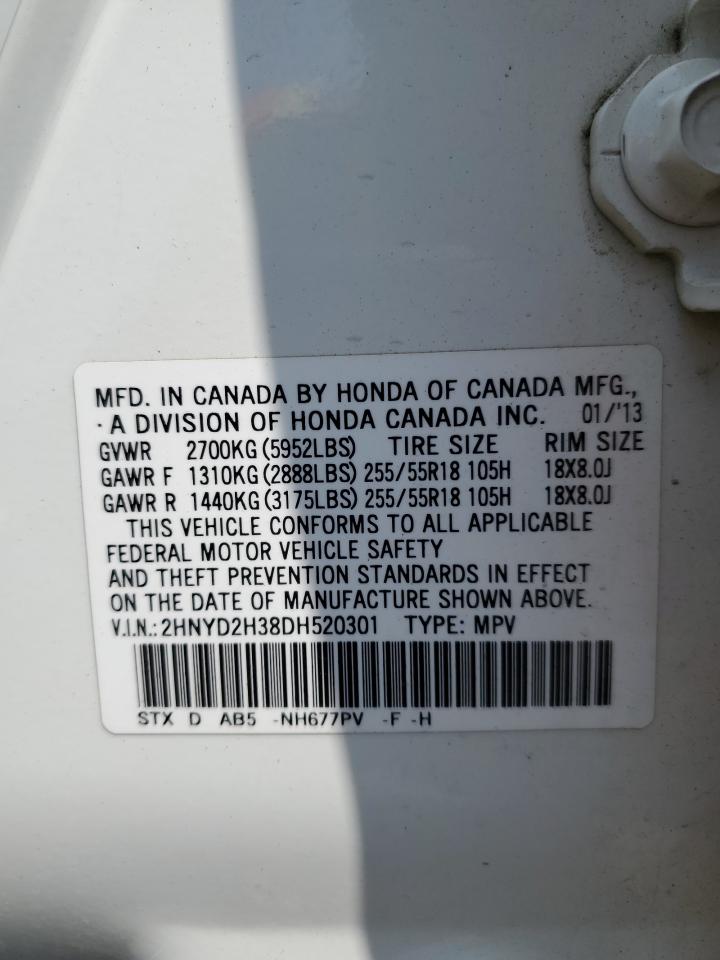 MFD. IN CANADA BY HONDA OF CANADA MFG.,
· A DIVISION OF HONDA CANADA INC. 01/'13
GVWR 2700KG (5952LBS) TIRE SIZE RIM SIZE
GAWR F 1310KG (2888LBS) 255/55R18 105H 18X8.0J
GAWR R 1440KG (3175LBS) 255/55R18 105H 18X8.0J
THIS VEHICLE CONFORMS TO ALL APPLICABLE
FEDERAL MOTOR VEHICLE SAFETY
AND THEFT PREVENTION STANDARDS IN EFFECT
ON THE DATE OF MANUFACTURE SHOWN ABOVE.
V.I.N.: 2HNYD2H38DH520301 TYPE: MPV
STX D AB5 -NH677PV -F -H